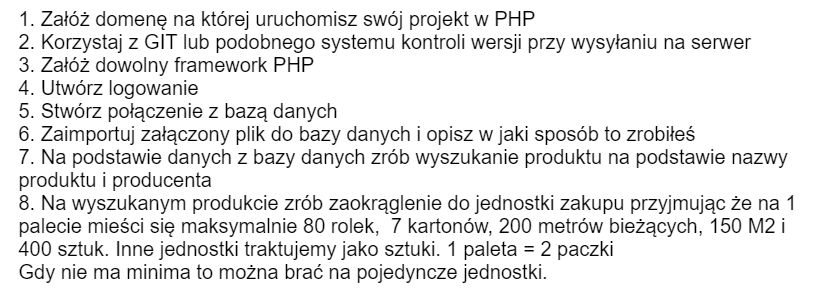 1. Załóż domenę na której uruchomisz swój projekt w PHP
2. Korzystaj z GIT lub podobnego systemu kontroli wersji przy wysyłaniu na serwer
3. Załóż dowolny framework PHP
4. Utwórz logowanie
5. Stwórz połączenie z bazą danych
6. Zaimportuj załączony plik do bazy danych i opisz w jaki sposób to zrobiłeś
7. Na podstawie danych z bazy danych zrób wyszukanie produktu na podstawie nazwy
produktu i producenta
8. Na wyszukanym produkcie zrób zaokrąglenie do jednostki zakupu przyjmując że na 1
palecie mieści się maksymalnie 80 rolek,  7 kartonów, 200 metrów bieżących, 150 M2 i
400 sztuk. Inne jednostki traktujemy jako sztuki. 1 paleta = 2 paczki
Gdy nie ma minima to można brać na pojedyncze jednostki.